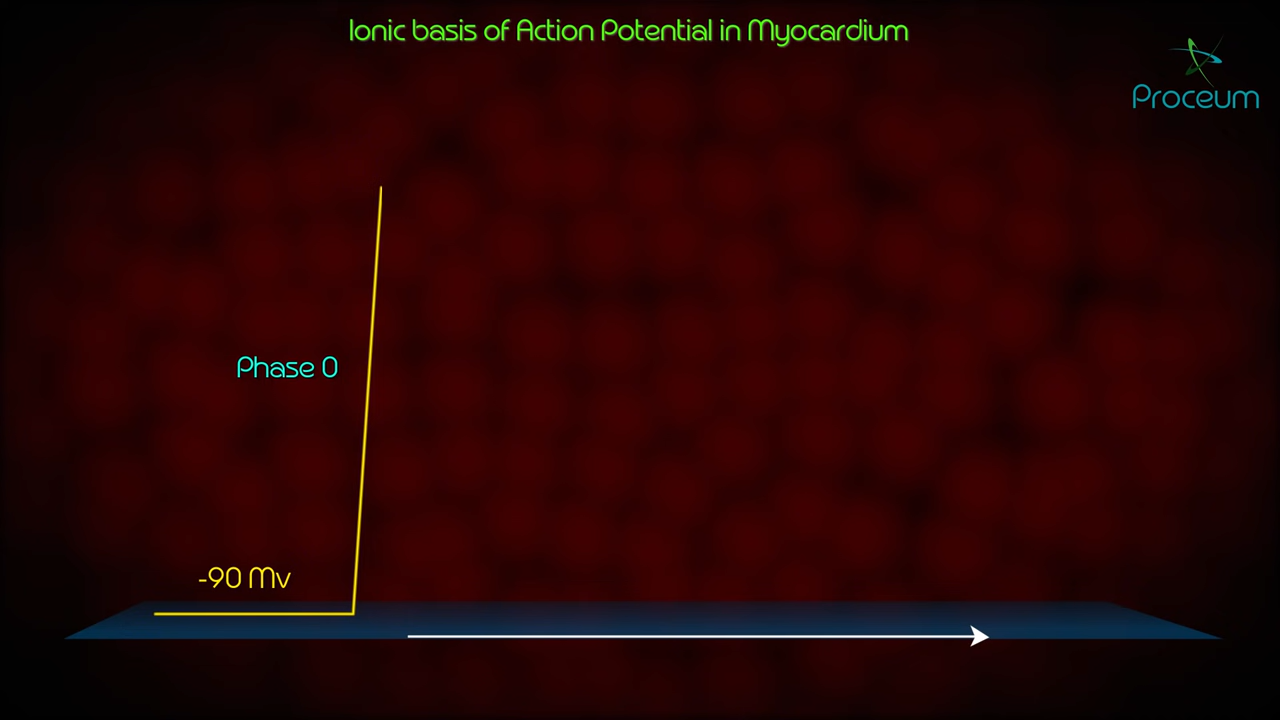 Ionic basis of Action Potential in Myocardium
Proceum
Phase 0
-90 Mv